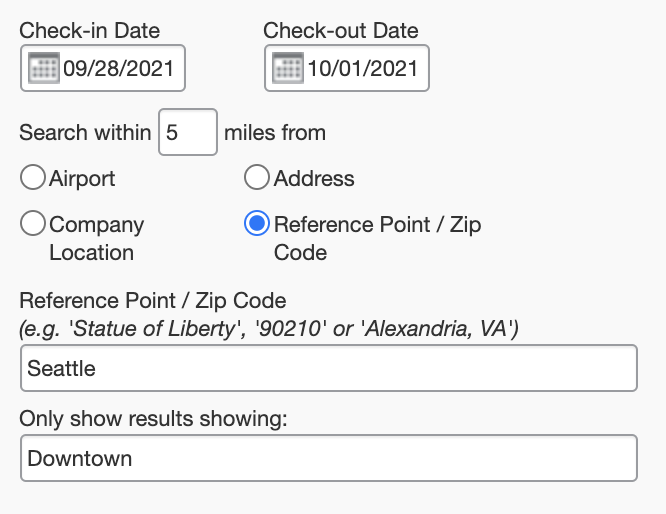 Check-in Date Check-out Date
09/28/2021 10/01/2021
Search within 5 miles from
Airport Address
Company Location Reference Point / Zip Code
Reference Point / Zip Code
(e.g. 'Statue of Liberty', '90210' or 'Alexandria, VA')
Seattle
Only show results showing:
Downtown